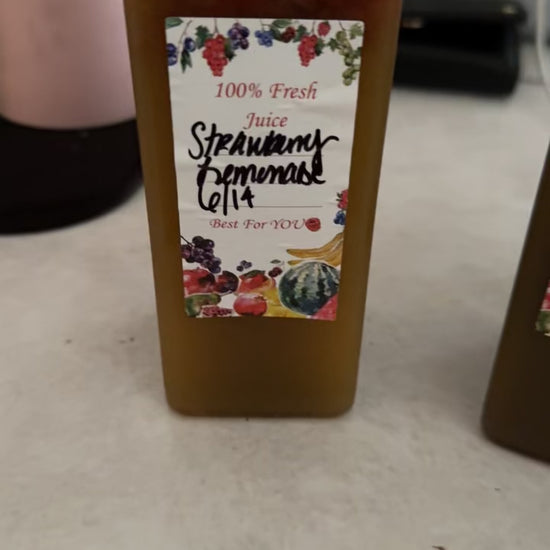 100% Fresh
Juice
Strawberry
Lemonade
6/14
Best For YOU